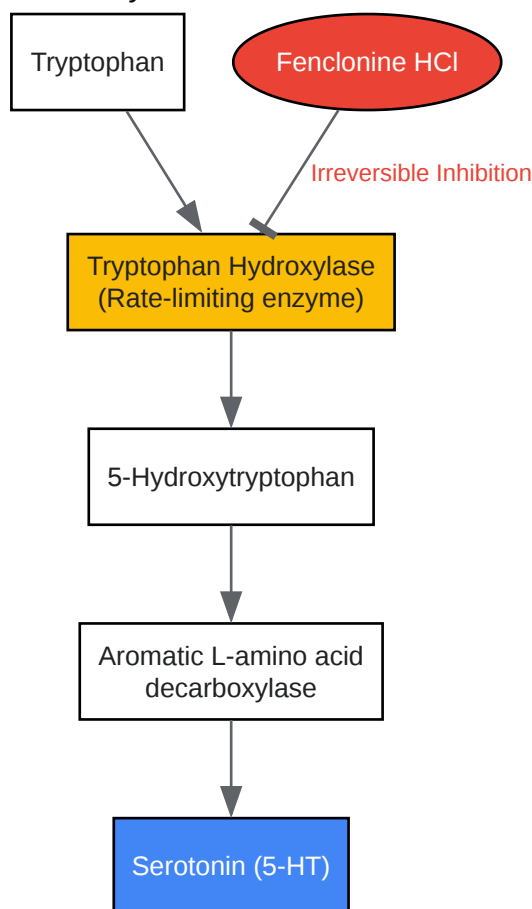 Tryptophan
Fenclonine HCl
Irreversible Inhibition
Tryptophan Hydroxylase
(Rate-limiting enzyme)
5-Hydroxytryptophan
Aromatic L-amino acid
decarboxylase
Serotonin (5-HT)